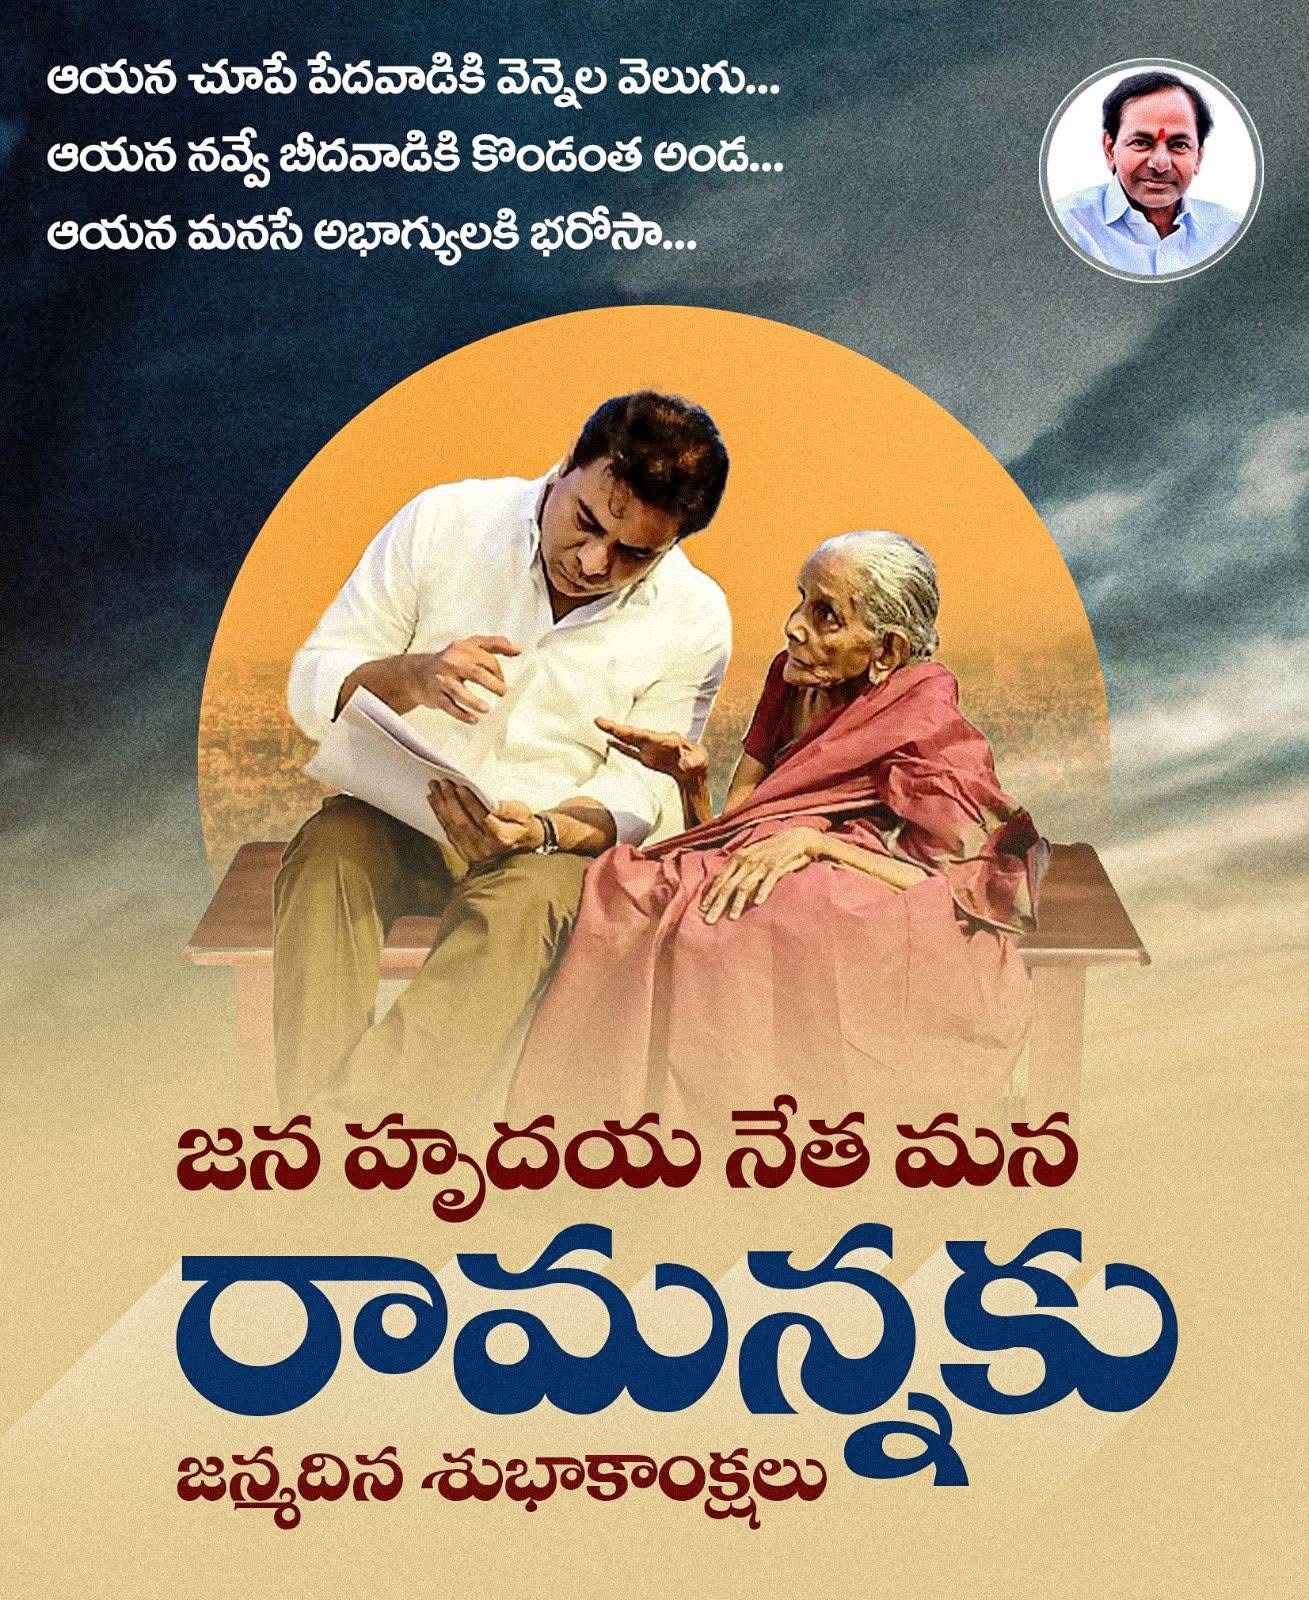 ఆయన చూపే పేదవాడికి వెన్నెల వెలుగు...
ఆయన నవ్వే బీదవాడికి కొండంత అండ...
ఆయన మనసే అభాగ్యులకి భరోసా...
జన హృదయ నేత మన
రామన్నకు
జన్మదిన శుభాకాంక్షలు